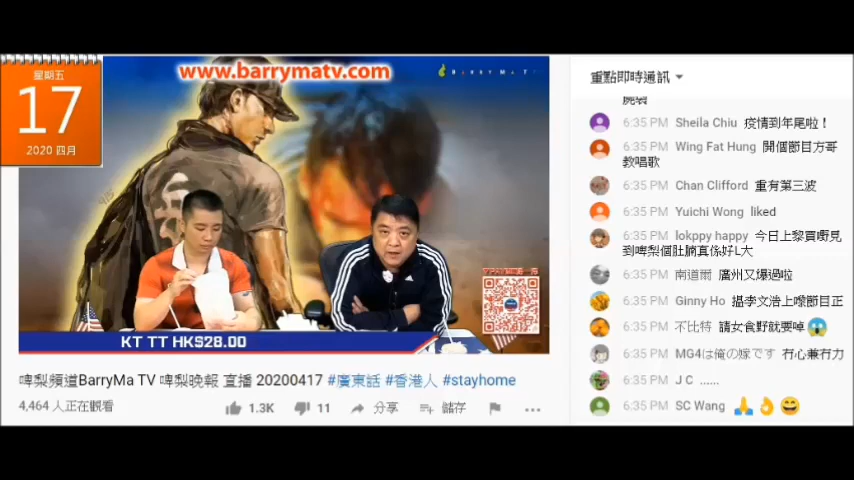 星期五
17
2020 四月
www.barrymatv.com
BARRYMATV
KT TT HK$28.00
啤梨頻道BarryMa TV 啤梨晚報 直播 20200417 #廣東話 #香港人 #stayhome
4,464 人正在觀看
1.3K
11
分享
儲存
重點即時通訊
6:35 PM Sheila Chiu 疫情到年尾啦！
6:35 PM Wing Fat Hung 開個節目方哥
教唱歌
6:35 PM Chan Clifford 重有第三波
6:35 PM Yuichi Wong liked
6:35 PM lokppy happy 今日上黎買嘢見
到啤梨個肚腩真係好L大
6:35 PM 南道爾 廣州又爆過啦
6:35 PM Ginny Ho 搵李文浩上嚟節目正
6:35 PM 不比特 請女食野就要啅😱
6:35 PM MG4は俺の嫁です 冇心兼冇力
6:35 PM J C ......
6:35 PM SC Wang 🙏👌😄